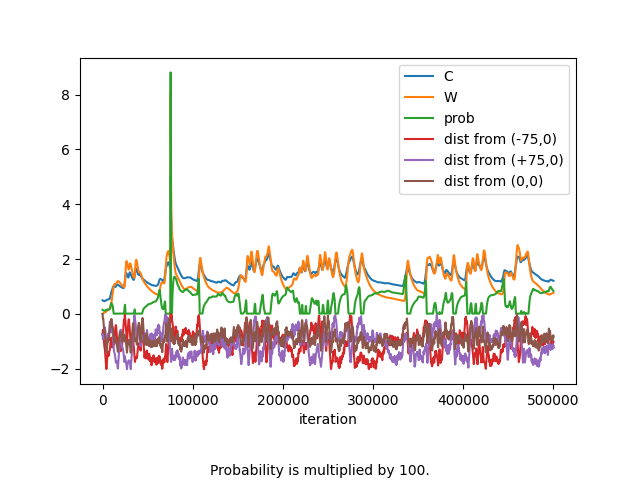 8
6
4
2
0
−2
C
W
prob
dist from (-75,0)
dist from (+75,0)
dist from (0,0)
0 100000 200000 300000 400000 500000
iteration
Probability is multiplied by 100.